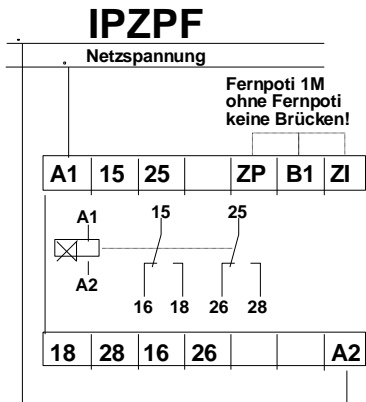 IPZPF
Netzspannung
Fernpoti 1M
ohne Fernpoti
keine Brücken!
A1 15 25 ZP B1 ZI
A1 15 25
A2
16 18 26 28
18 28 16 26 A2